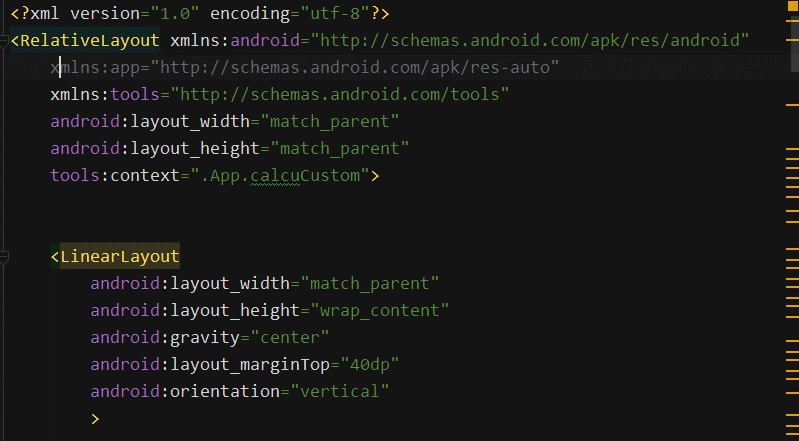 <?xml version="1.0" encoding="utf-8"?>
<RelativeLayout xmlns:android="http://schemas.android.com/apk/res/android"
    xmlns:app="http://schemas.android.com/apk/res-auto"
    xmlns:tools="http://schemas.android.com/tools"
    android:layout_width="match_parent"
    android:layout_height="match_parent"
    tools:context=".App.calcuCustom">
    <LinearLayout
        android:layout_width="match_parent"
        android:layout_height="wrap_content"
        android:gravity="center"
        android:layout_marginTop="40dp"
        android:orientation="vertical"
        >